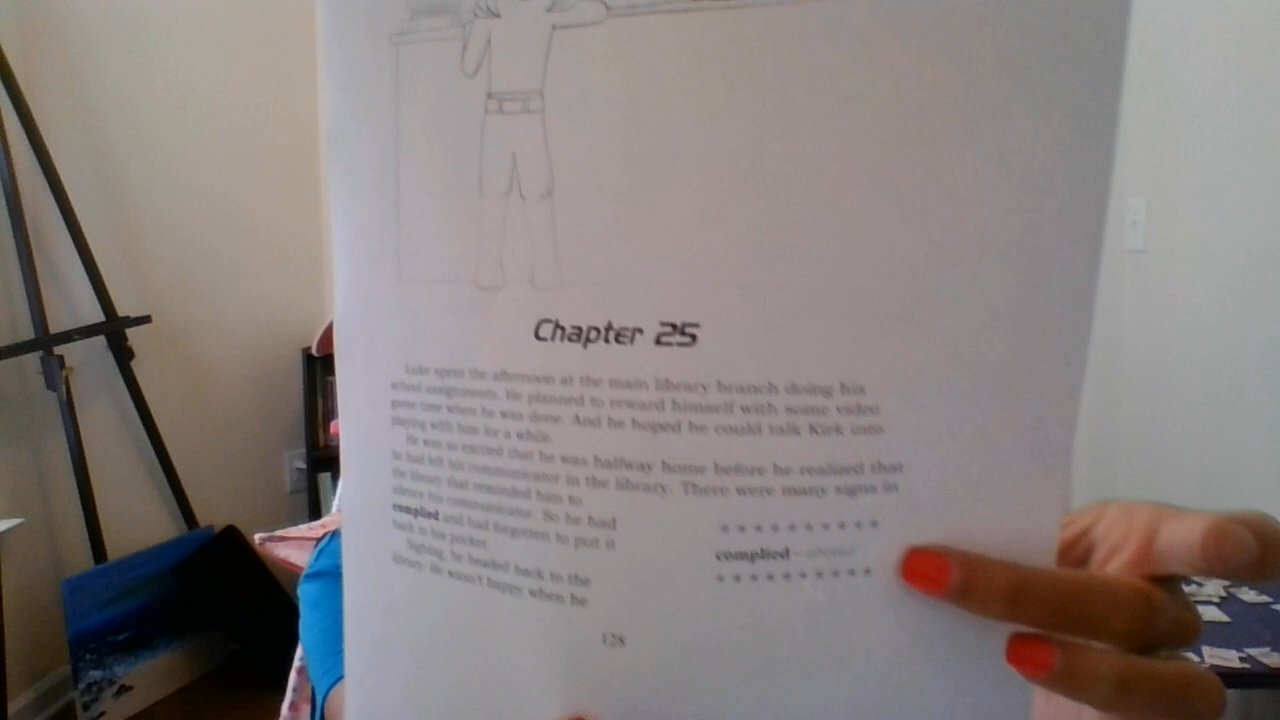 Chapter 25
Luke spent the afternoon at the main library branch doing his
school assignments. He planned to reward himself with some video
game time when he was done. And he hoped he could talk Kirk into
playing with him for a while.
He was so excited that he was halfway home before he realized that
he had left his communicator in the library. There were many signs in
the library that reminded him to
silence his communicator. So he had
complied and had forgotten to put it
back in his pocket.
Sighing, he headed back to the
library. He wasn't happy when he
* * * * * * * * * *
complied – obeyed
* * * * * * * * * *
128